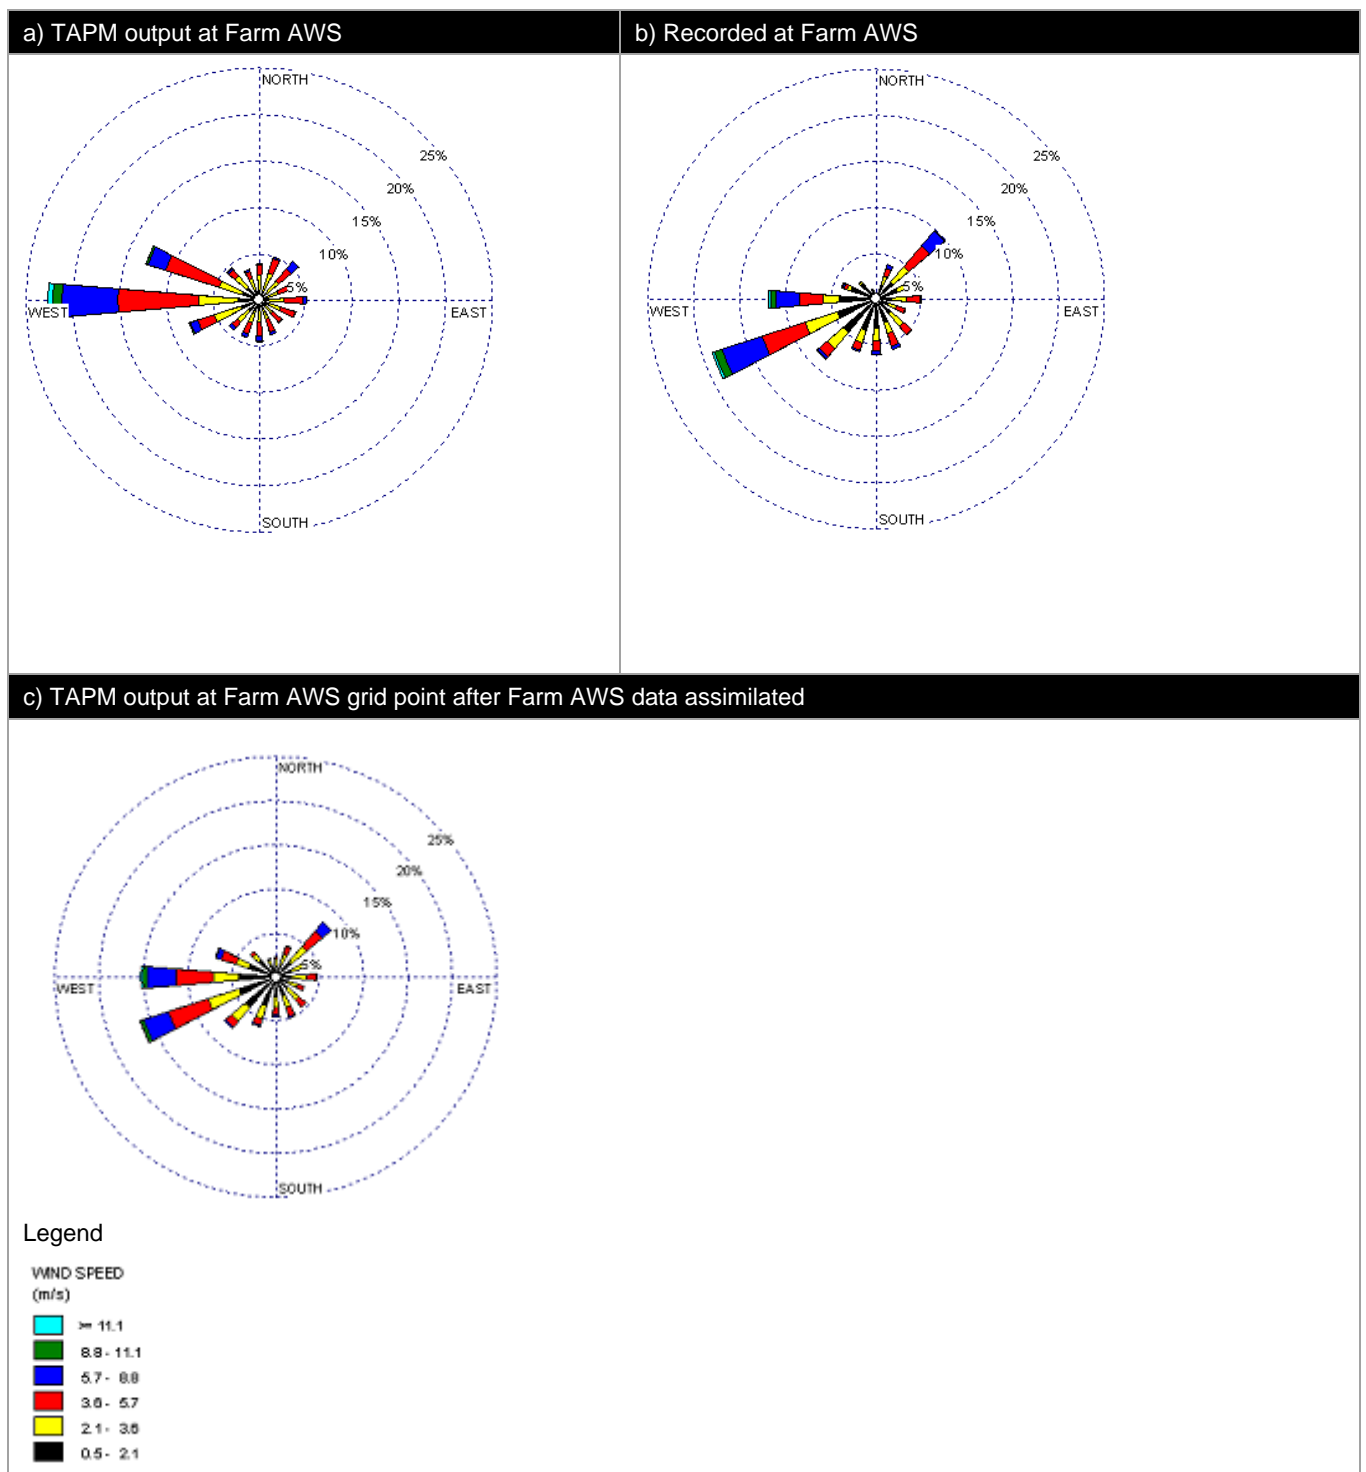 a) TAPM output at Farm AWS
b) Recorded at Farm AWS
NORTH
25%
20%
15%
10%
5%
WEST
EAST
SOUTH
NORTH
25%
20%
15%
10%
5%
WEST
EAST
SOUTH
c) TAPM output at Farm AWS grid point after Farm AWS data assimilated
NORTH
25%
20%
15%
10%
5%
WEST
EAST
SOUTH
Legend
WIND SPEED
(m/s)
>= 11.1
8.8 - 11.1
5.7 - 8.8
3.6 - 5.7
2.1 - 3.6
0.5 - 2.1